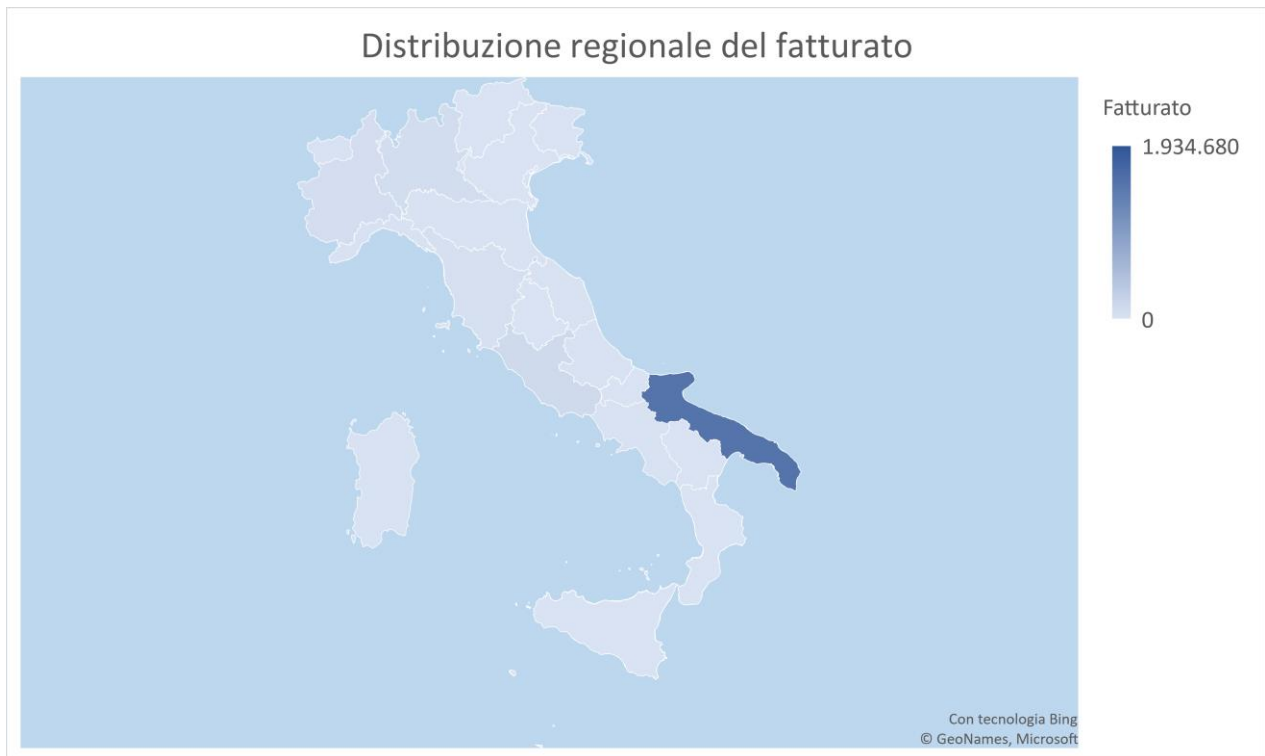 Distribuzione regionale del fatturato
Fatturato
1.934.680
0
Con tecnologia Bing
© GeoNames, Microsoft